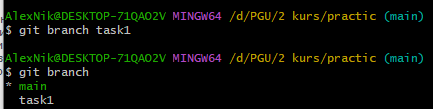 AlexNik@DESKTOP-71QAO2V MINGW64 /d/PGU/2 kurs/practic (main)
$ git branch task1
AlexNik@DESKTOP-71QAO2V MINGW64 /d/PGU/2 kurs/practic (main)
$ git branch
* main
  task1